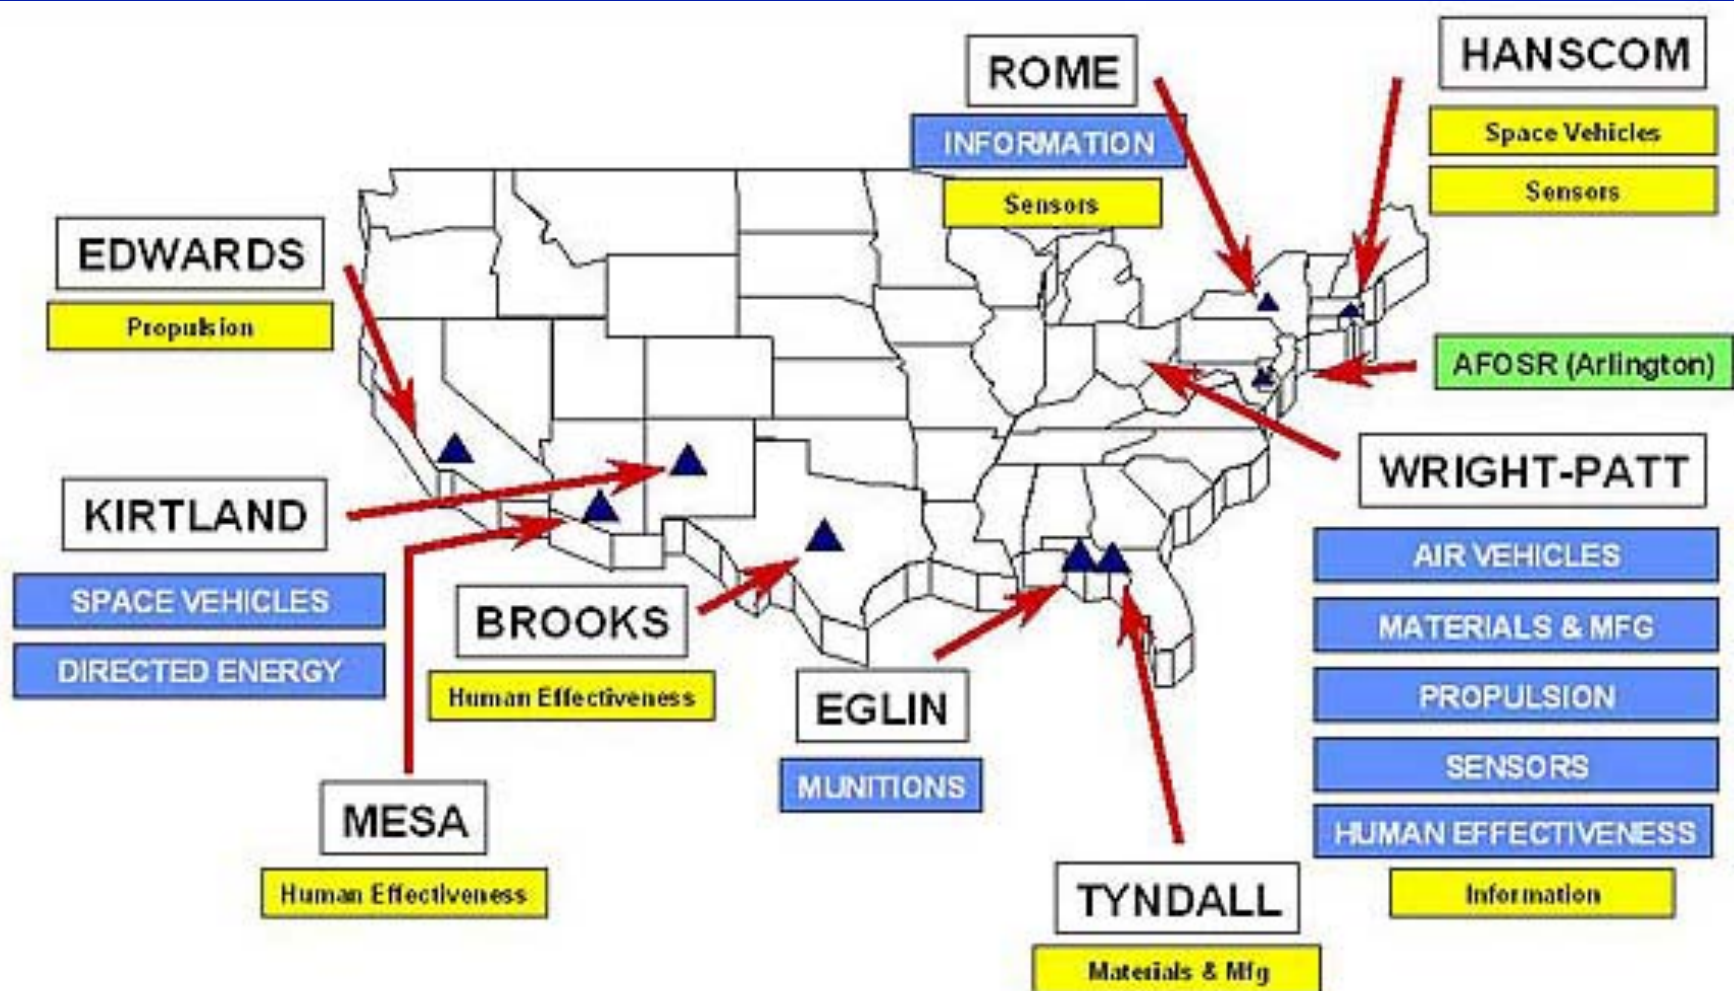 ROME
INFORMATION
Sensors
HANSCOM
Space Vehicles
Sensors
EDWARDS
Propulsion
AFOSR (Arlington)
KIRTLAND
SPACE VEHICLES
DIRECTED ENERGY
WRIGHT-PATT
AIR VEHICLES
MATERIALS & MFG
PROPULSION
SENSORS
HUMAN EFFECTIVENESS
Information
BROOKS
Human Effectiveness
EGLIN
MUNITIONS
MESA
Human Effectiveness
TYNDALL
Materials & Mfg